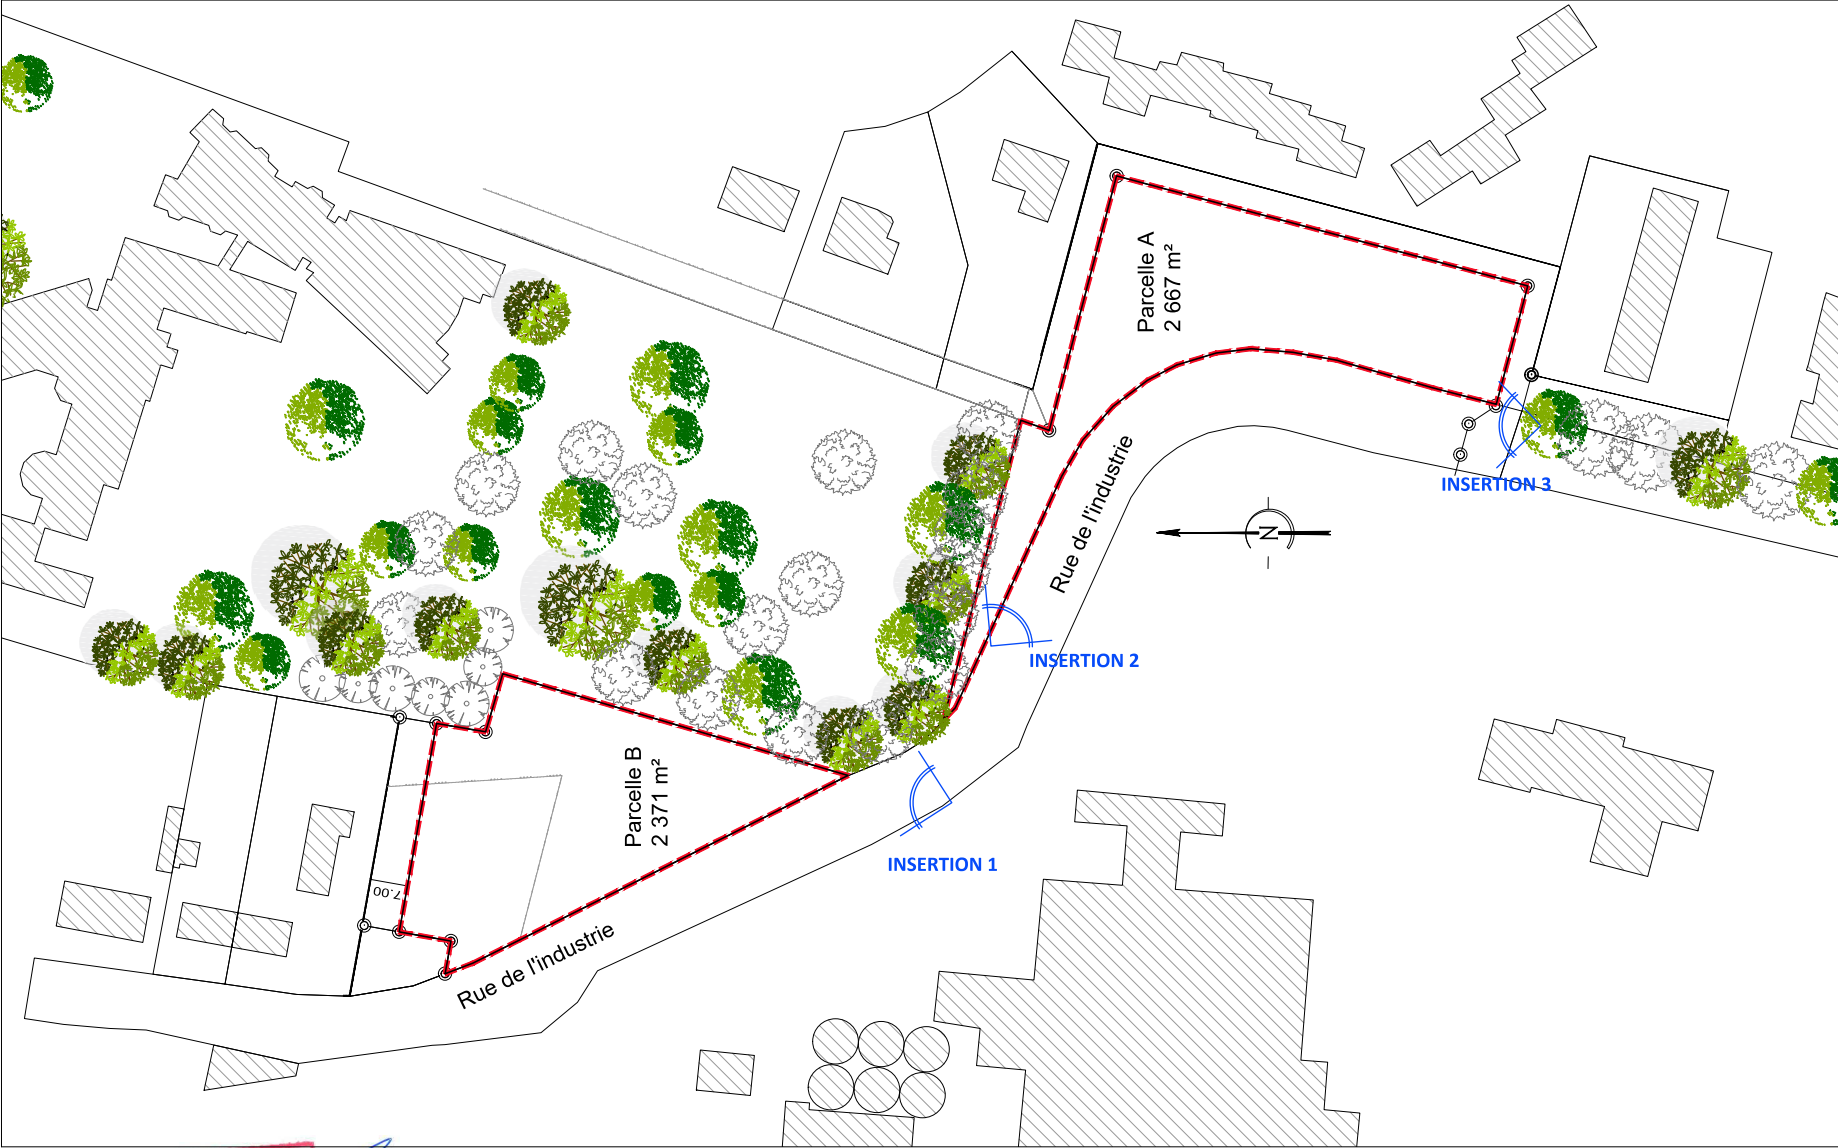 Parcelle A
2 667 m²
Rue de l'industrie
INSERTION 3
N
INSERTION 2
Parcelle B
2 371 m²
INSERTION 1
7.00
Rue de l'industrie